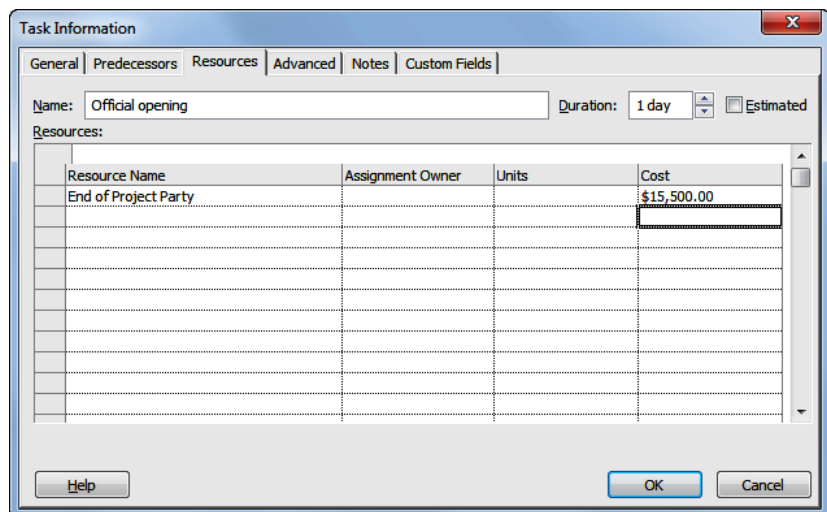 Task Information
General Predecessors Resources Advanced Notes Custom Fields
Name: Official opening Duration: 1 day Estimated
Resources:
Resource Name Assignment Owner Units Cost
End of Project Party $15,500.00
Help OK Cancel